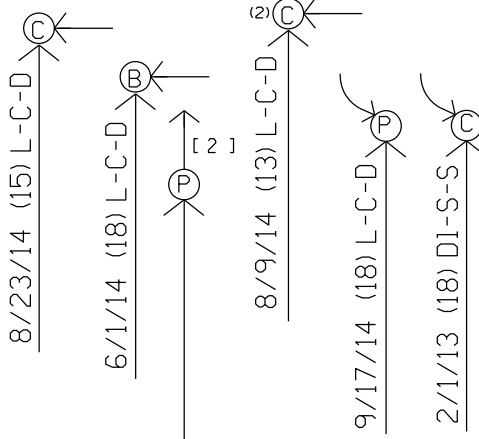 C
8/23/14 (15) L-C-D
B
6/1/14 (18) L-C-D
[ 2 ]
P
(2) C
8/9/14 (13) L-C-D
P
9/17/14 (18) L-C-D
C
2/1/13 (18) DI-S-S